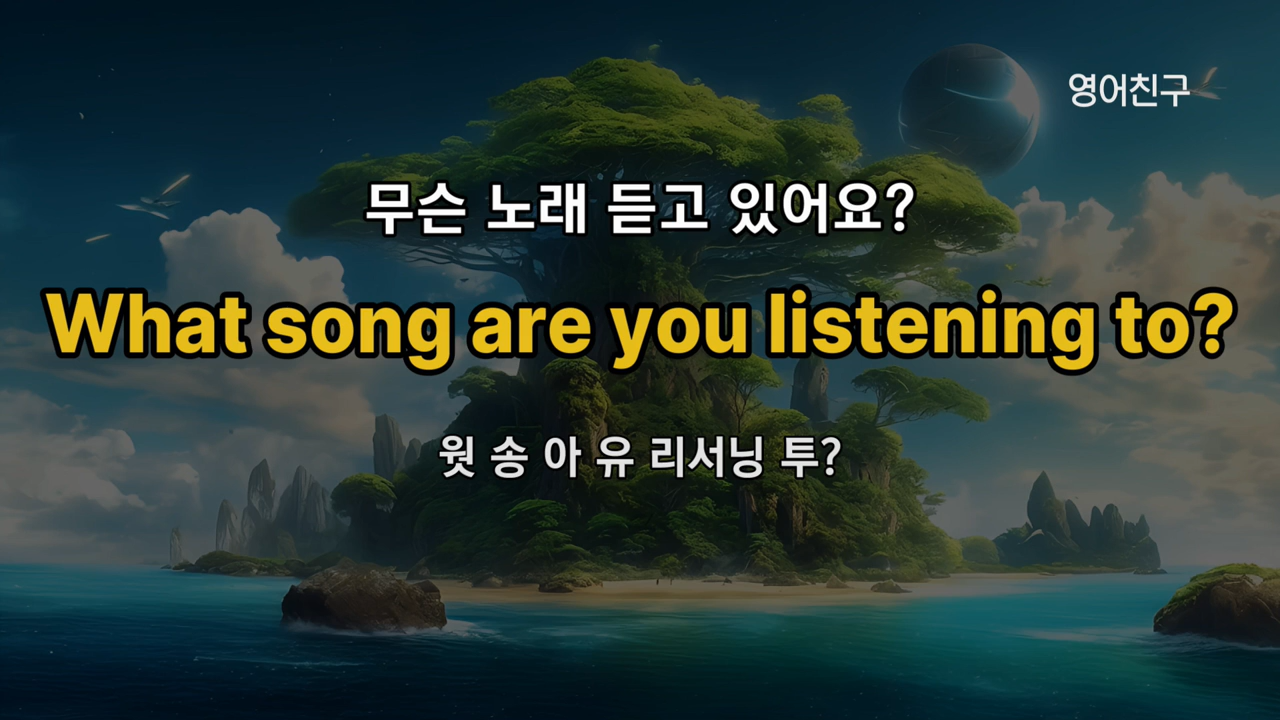 영어친구
무슨 노래 듣고 있어요?
What song are you listening to?
웟 송 아 유 리서닝 투?